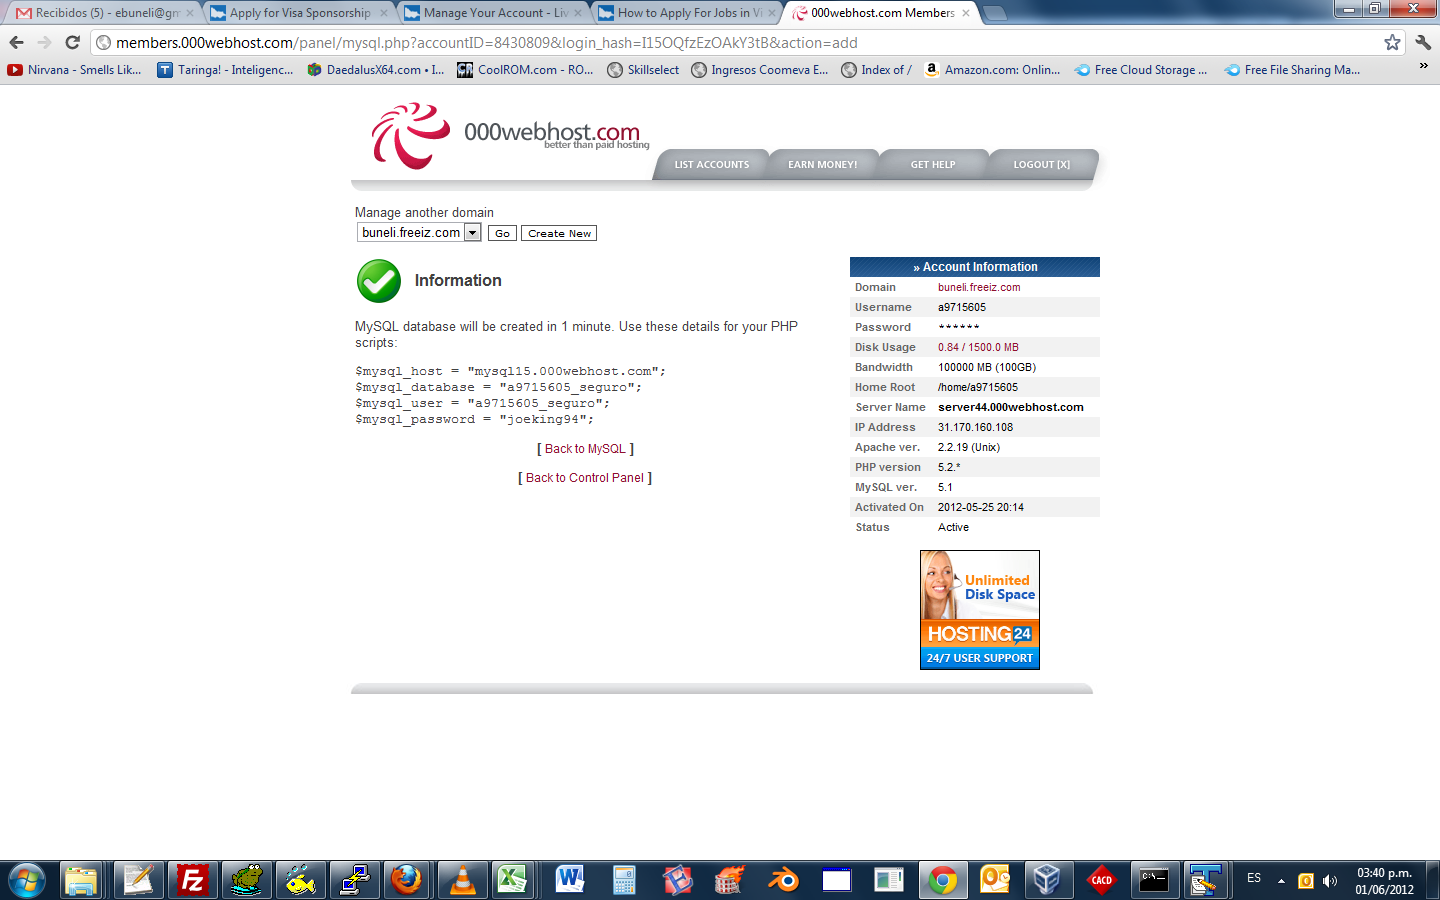 Recibidos (5) - ebuneli@gm
Apply for Visa Sponsorship
Manage Your Account - Liv
How to Apply For Jobs in Vi
000webhost.com Members
members.000webhost.com/panel/mysql.php?accountID=8430809&login_hash=I15OQfzEzOAkY3tB&action=add
Nirvana - Smells Lik...
Taringa! - Inteligenc...
DaedalusX64.com • I...
CoolROM.com - RO...
Skillselect
Ingresos Coomeva E...
Index of /
Amazon.com: Onlin...
Free Cloud Storage ...
Free File Sharing Ma...
»
000webhost.com
better than paid hosting
LIST ACCOUNTS
EARN MONEY!
GET HELP
LOGOUT [X]
Manage another domain
buneli.freeiz.com
Go
Create New
Information
MySQL database will be created in 1 minute. Use these details for your PHP
scripts:
$mysql_host = "mysql15.000webhost.com";
$mysql_database = "a9715605_seguro";
$mysql_user = "a9715605_seguro";
$mysql_password = "joeking94";
[ Back to MySQL ]
[ Back to Control Panel ]
» Account Information
Domain buneli.freeiz.com
Username a9715605
Password ******
Disk Usage 0.84 / 1500.0 MB
Bandwidth 100000 MB (100GB)
Home Root /home/a9715605
Server Name server44.000webhost.com
IP Address 31.170.160.108
Apache ver. 2.2.19 (Unix)
PHP version 5.2.*
MySQL ver. 5.1
Activated On 2012-05-25 20:14
Status Active
Unlimited
Disk Space
HOSTING24
24/7 USER SUPPORT
Fz
CACD
C:\
ES
03:40 p.m.
01/06/2012